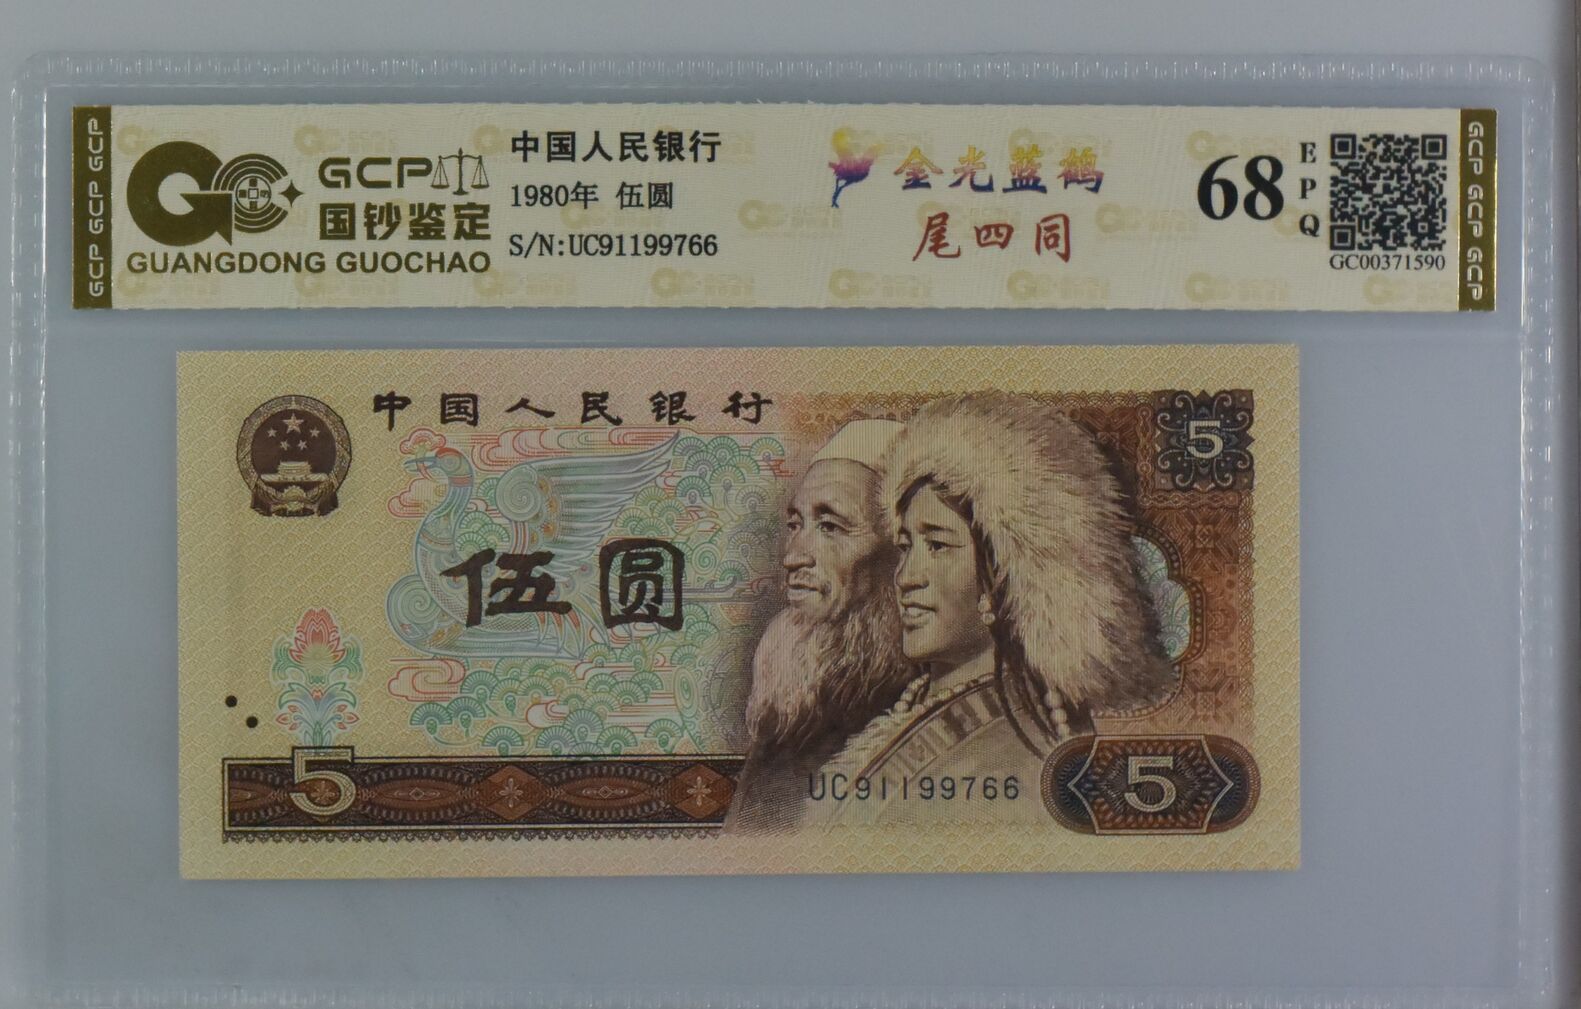 GCP GCP GCP
GCP
国钞鉴定
GUANGDONG GUOCHAO
中国人民银行
1980年 伍圆
S/N:UC91199766
金光蓝鹤
尾四同
68
E
P
Q
GC00371590
GCP GCP GCP
中国人民银行
5
伍圆
5
UC91199766
5